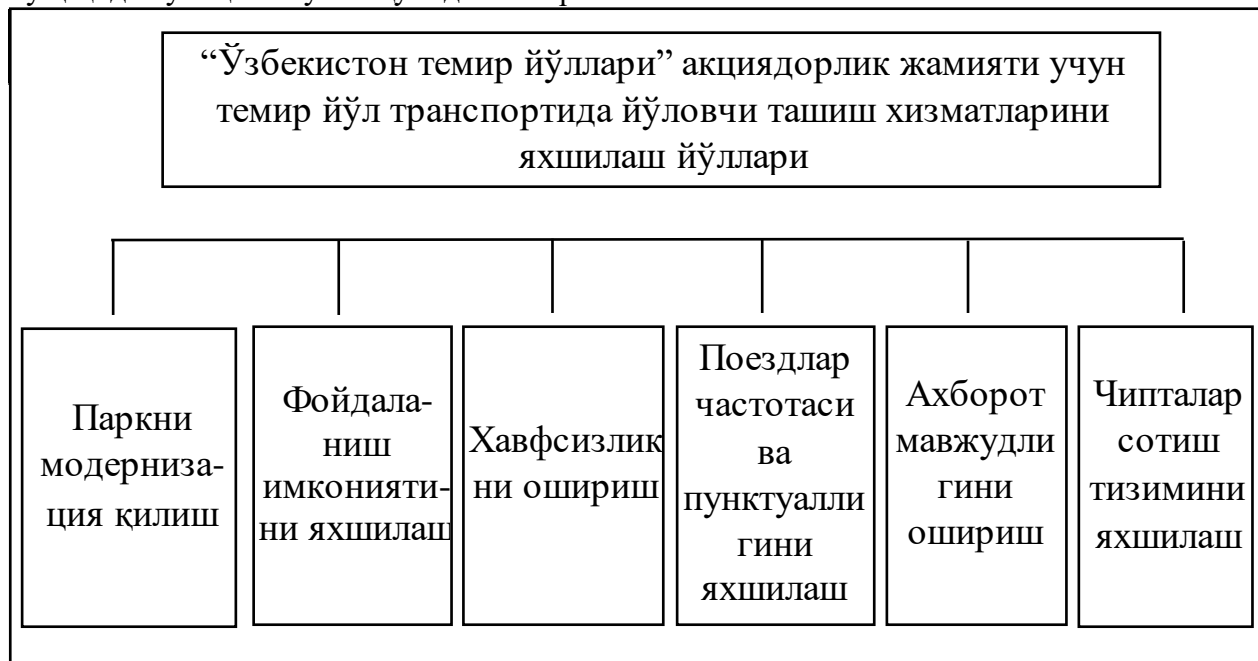 “Ўзбекистон темир йўллари” акциядорлик жамияти учун
темир йўл транспортида йўловчи ташиш хизматларини
яхшилаш йўллари
Паркни
модерниза-
ция қилиш
Фойдала-
ниш
имконияти-
ни яхшилаш
Хавфсизлик
ни ошириш
Поездлар
частотаси
ва
пунктуалли
гини
яхшилаш
Ахборот
мавжудли
гини
ошириш
Чипталар
сотиш
тизимини
яхшилаш